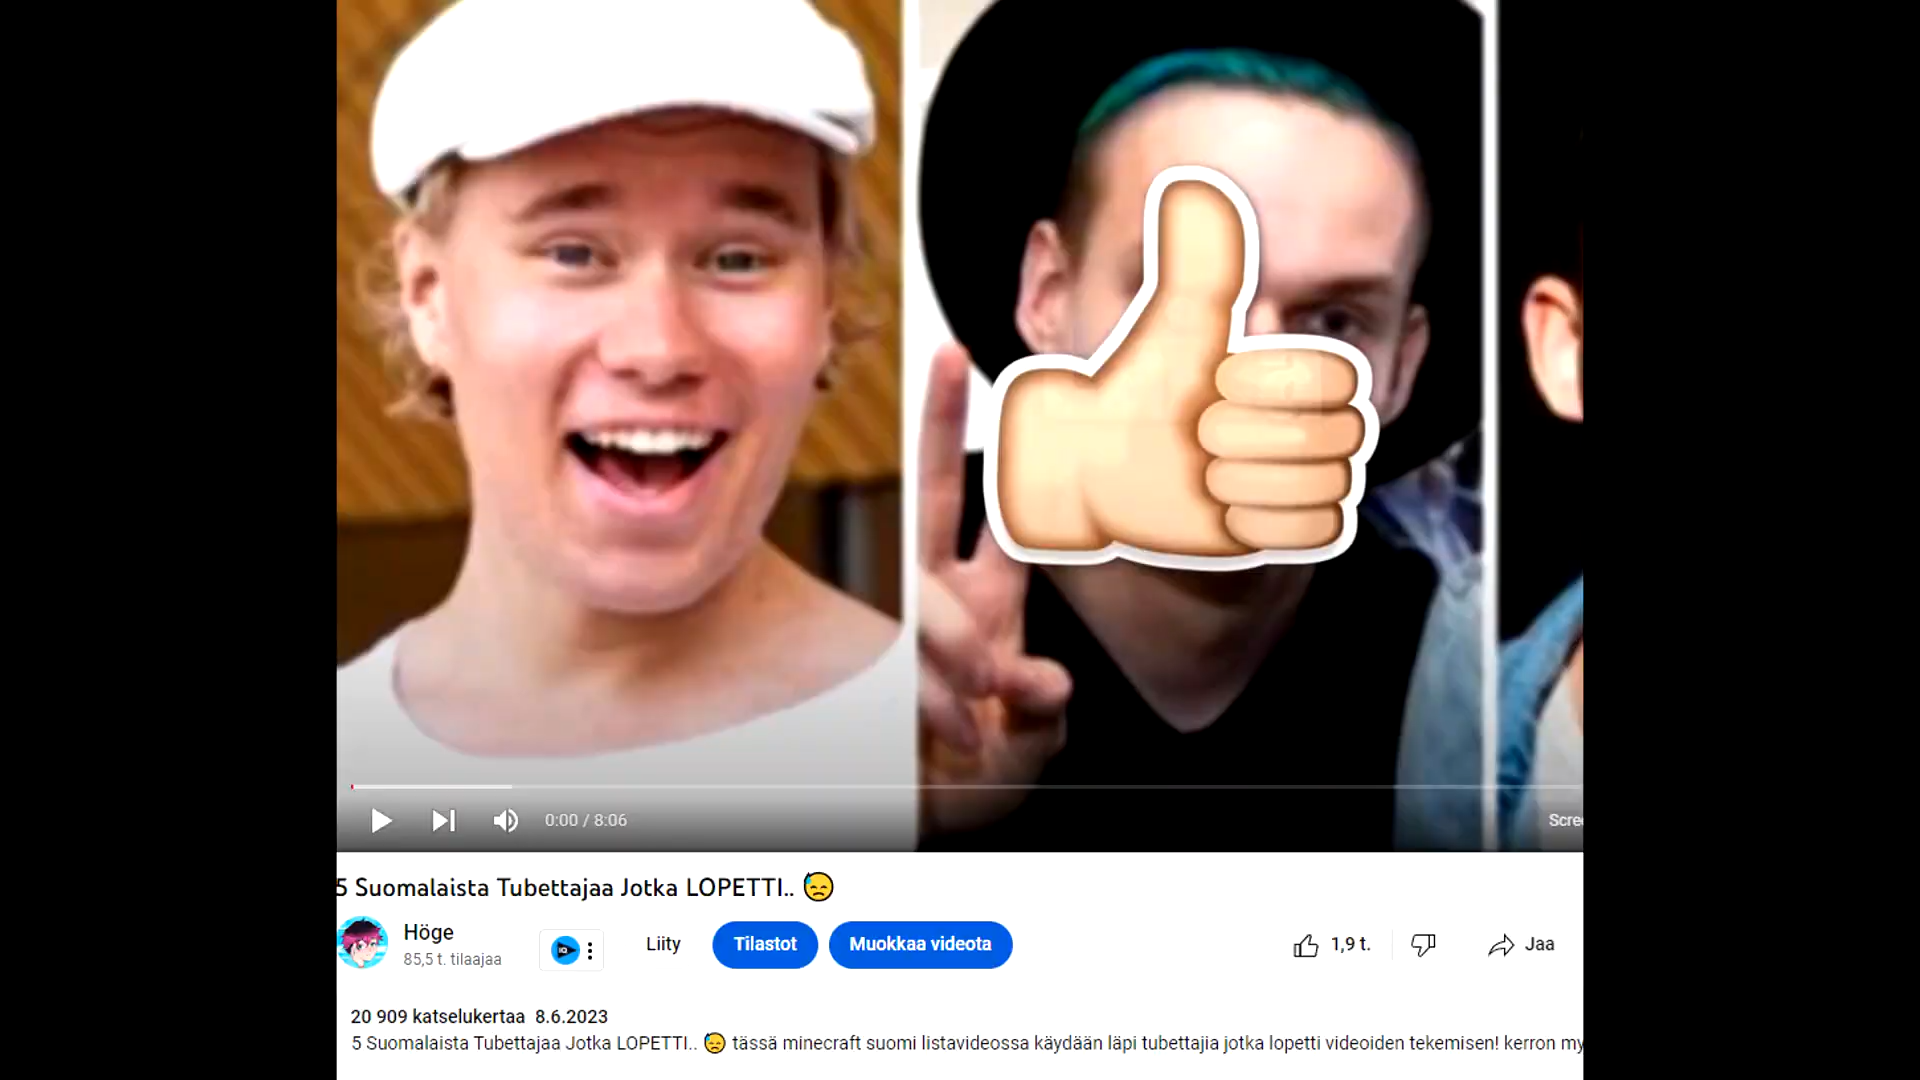 0:00 / 8:06
5 Suomalaista Tubettajaa Jotka LOPETTI.. 😓
Höge
85,5 t. tilaajaa
Liity
Tilastot
Muokkaa videota
1,9 t.
Jaa
20 909 katselukertaa 8.6.2023
5 Suomalaista Tubettajaa Jotka LOPETTI.. 😓 tässä minecraft suomi listavideossa käydään läpi tubettajia jotka lopetti videoiden tekemisen! kerron my